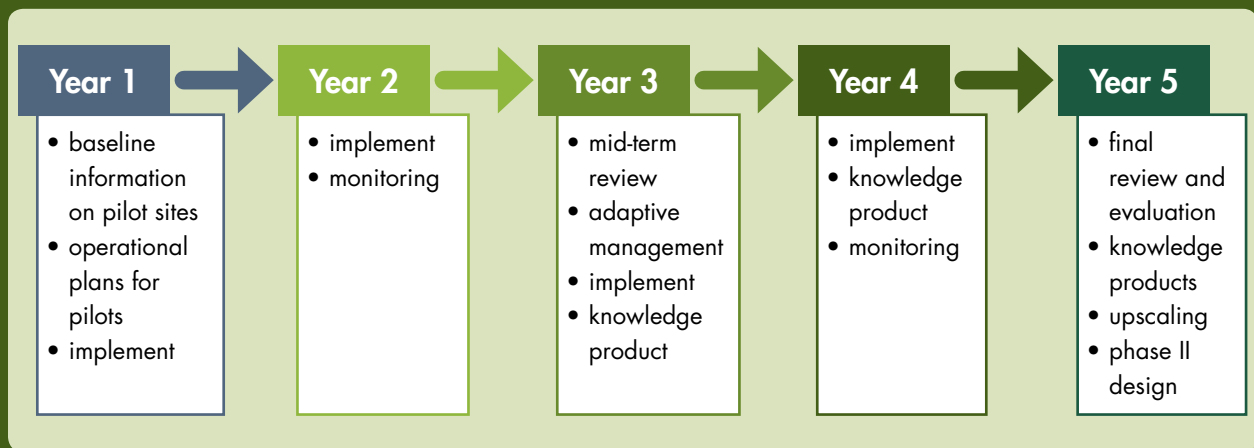 Year 1
• baseline
information
on pilot sites
• operational
plans for
pilots
• implement
Year 2
• implement
• monitoring
Year 3
• mid-term
review
• adaptive
management
• implement
• knowledge
product
Year 4
• implement
• knowledge
product
• monitoring
Year 5
• final
review and
evaluation
• knowledge
products
• upscaling
• phase II
design